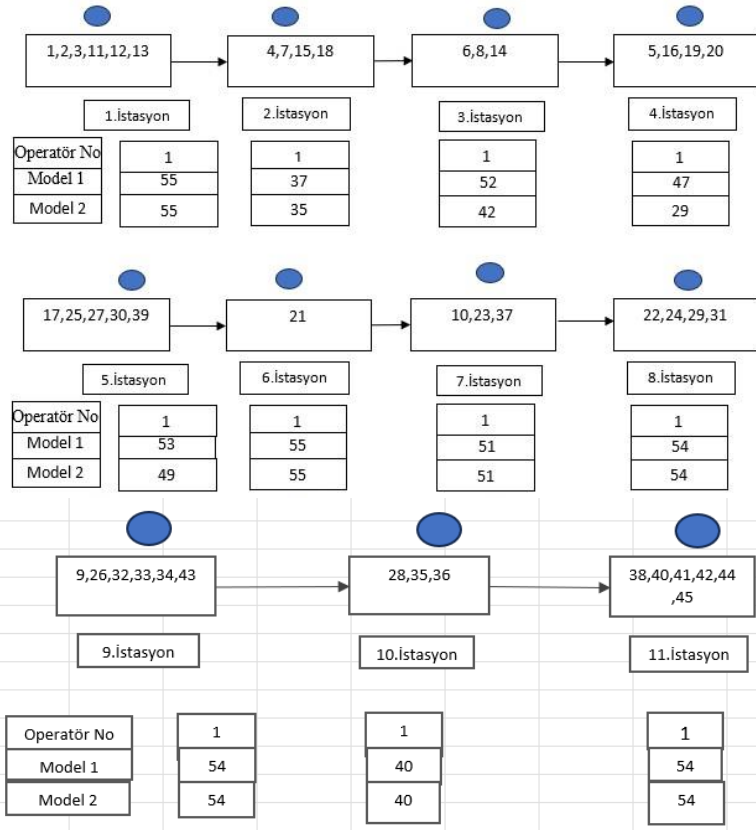 1,2,3,11,12,13
4,7,15,18
6,8,14
5,16,19,20
1.İstasyon
2.İstasyon
3.İstasyon
4.İstasyon
Operatör No
1
1
1
1
Model 1
55
37
52
47
Model 2
55
35
42
29
17,25,27,30,39
21
10,23,37
22,24,29,31
5.İstasyon
6.İstasyon
7.İstasyon
8.İstasyon
Operatör No
1
1
1
1
Model 1
53
55
51
54
Model 2
49
55
51
54
9,26,32,33,34,43
28,35,36
38,40,41,42,44
,45
9.İstasyon
10.İstasyon
11.İstasyon
Operatör No
1
1
1
Model 1
54
40
54
Model 2
54
40
54